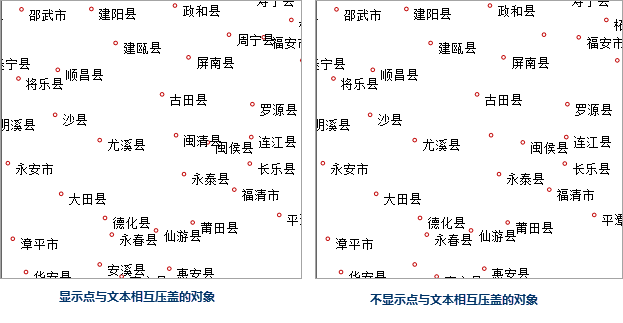 寿宁县
邵武市
建阳县
政和县
建瓯县
周宁县
福安市
屏南县
泰宁县
顺昌县
将乐县
古田县
罗源县
沙县
明溪县
尤溪县
闽清县
闽侯县
连江县
永安市
永泰县
长乐县
大田县
福清市
德化县
莆田县
仙游县
永春县
漳平市
安溪县
惠安县
华安县
显示点与文本相互压盖的对象
邵武市
建阳县
政和县
建瓯县
福安市
屏南县
顺昌县
将乐县
古田县
罗源县
沙县
明溪县
尤溪县
闽侯县
连江县
永安市
永泰县
长乐县
大田县
福清市
德化县
莆田县
仙游县
永春县
漳平市
惠安县
华安县
不显示点与文本相互压盖的对象